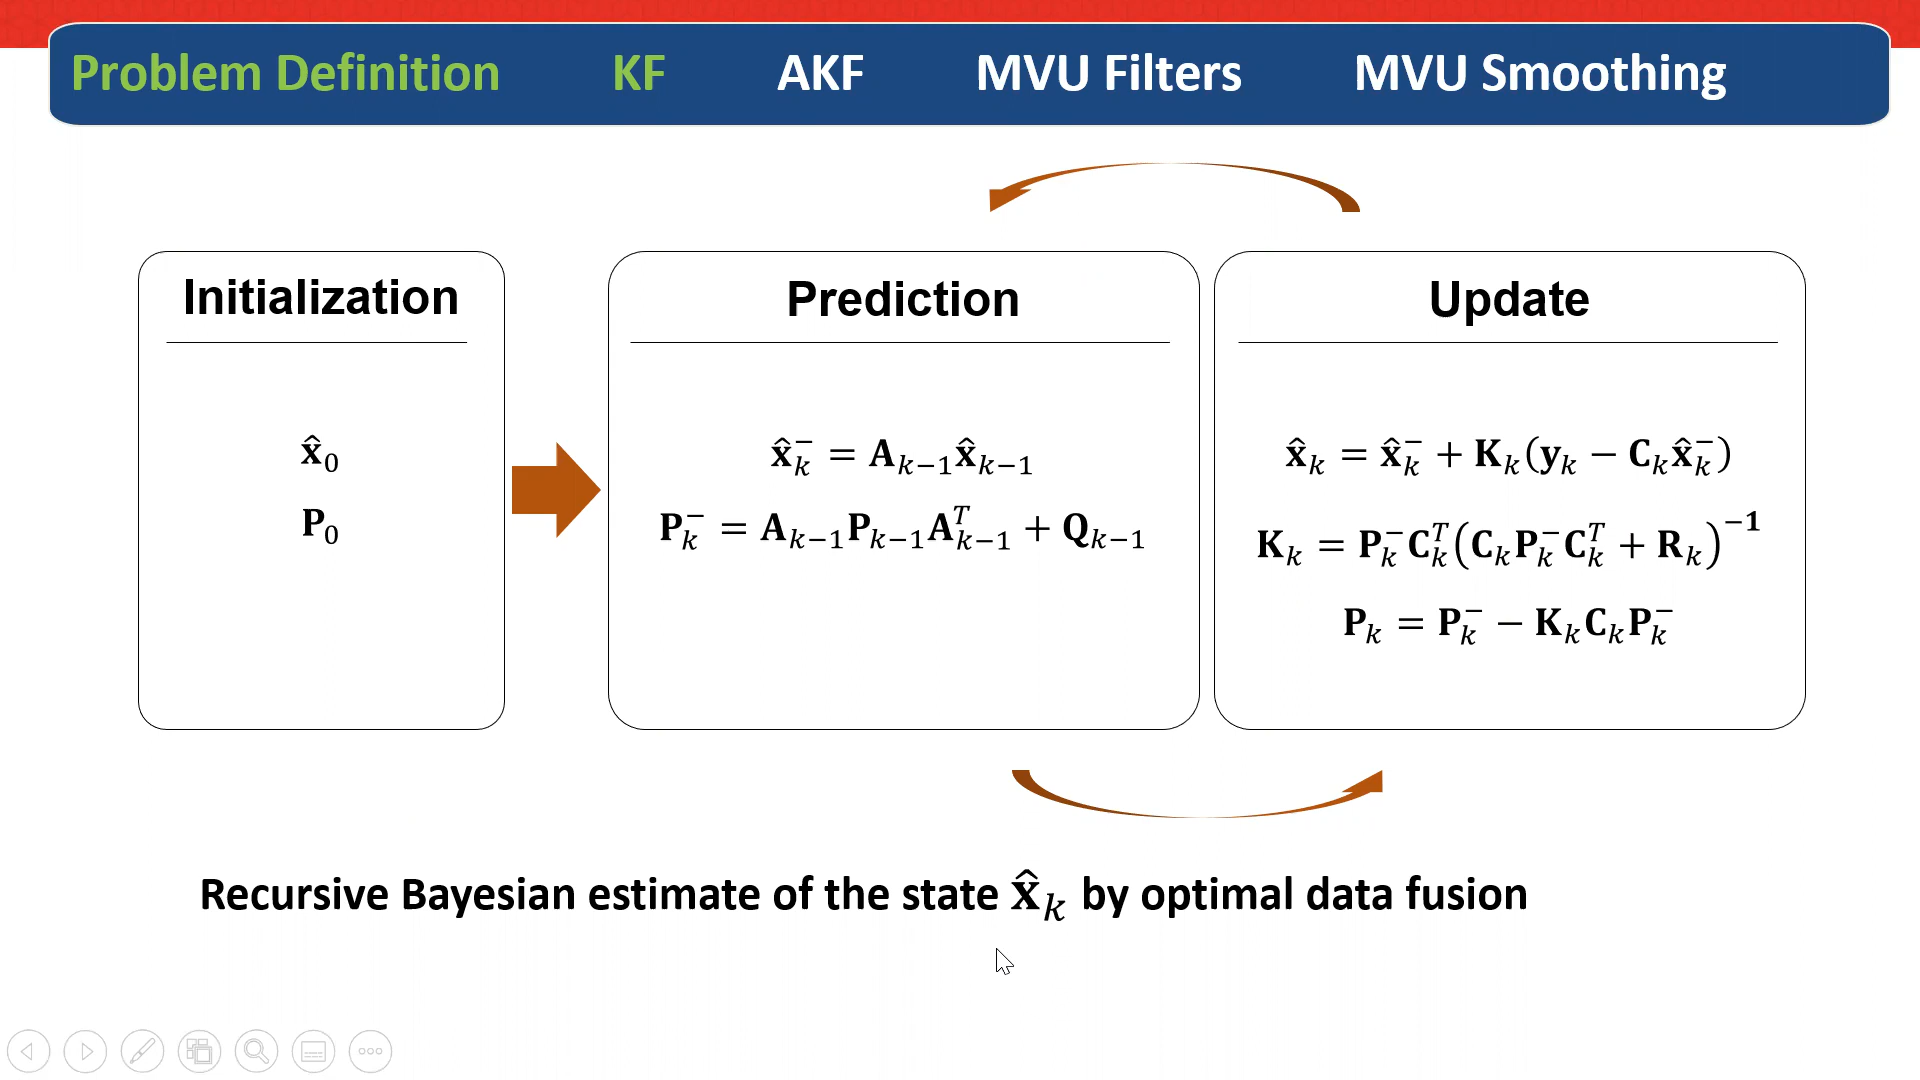 Problem Definition KF AKF MVU Filters MVU Smoothing
Initialization
x̂₀
P₀
Prediction
x̂ₖ⁻ = Aₖ₋₁x̂ₖ₋₁
Pₖ⁻ = Aₖ₋₁Pₖ₋₁Aₖ₋₁ᵀ + Qₖ₋₁
Update
x̂ₖ = x̂ₖ⁻ + Kₖ(yₖ − Cₖx̂ₖ⁻)
Kₖ = Pₖ⁻Cₖᵀ(CₖPₖ⁻Cₖᵀ + Rₖ)⁻¹
Pₖ = Pₖ⁻ − KₖCₖPₖ⁻
Recursive Bayesian estimate of the state x̂ₖ by optimal data fusion